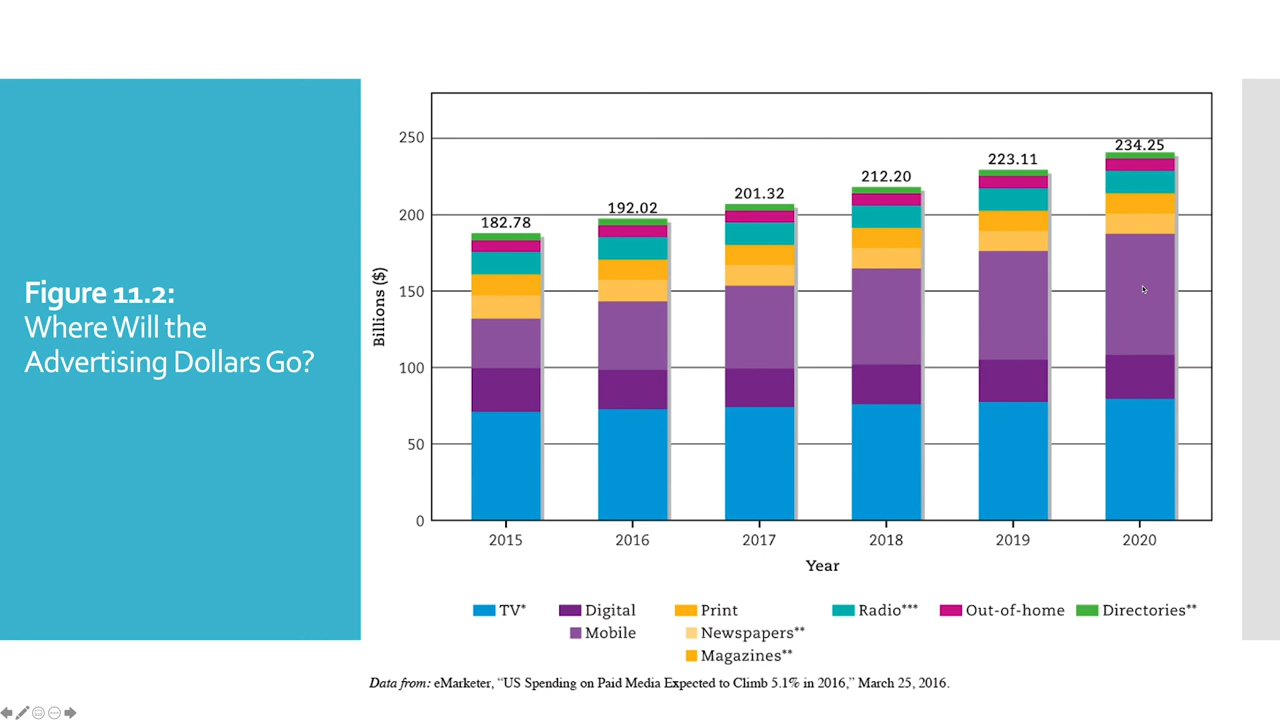 Figure 11.2:
Where Will the
Advertising Dollars Go?
Billions ($)
250
200
150
100
50
0
182.78
192.02
201.32
212.20
223.11
234.25
2015 2016 2017 2018 2019 2020
Year
TV* Digital Print Radio*** Out-of-home Directories**
Mobile Newspapers**
Magazines**
Data from: eMarketer, “US Spending on Paid Media Expected to Climb 5.1% in 2016,” March 25, 2016.